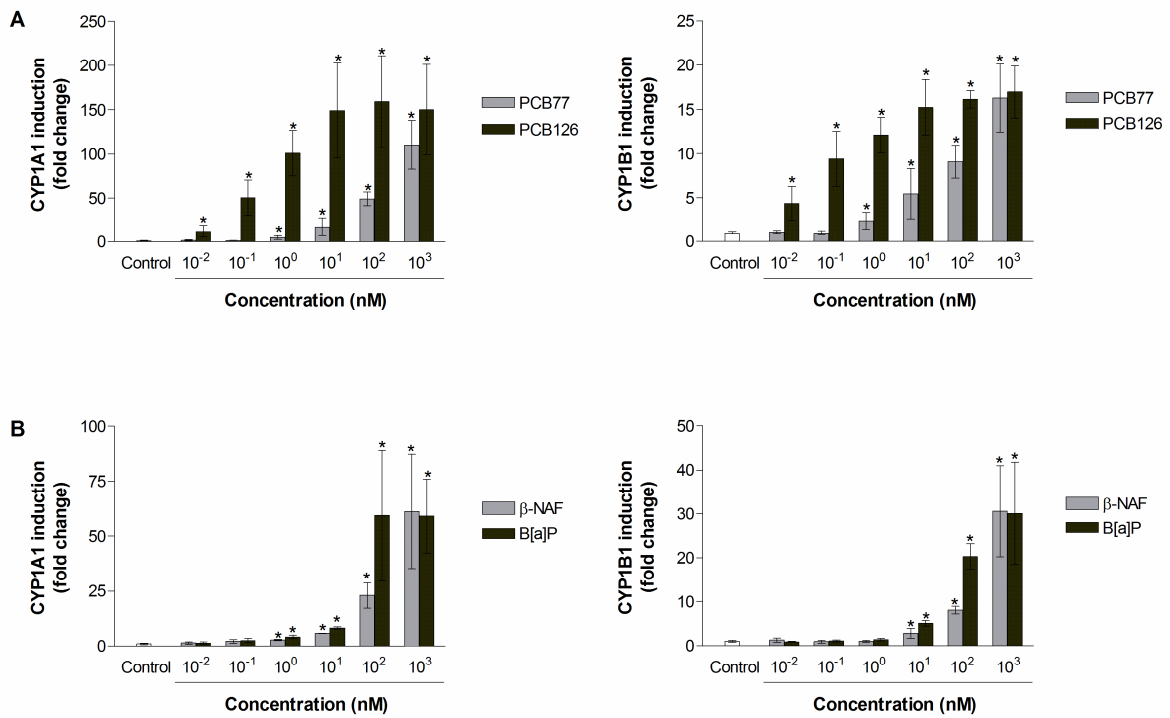 A
CYP1A1 induction
(fold change)
250
200
150
100
50
0
* * * * * * * * * *
Control 10-2 10-1 100 101 102 103
Concentration (nM)
PCB77
PCB126
CYP1B1 induction
(fold change)
25
20
15
10
5
0
* * * * * * * * * *
Control 10-2 10-1 100 101 102 103
Concentration (nM)
PCB77
PCB126
B
CYP1A1 induction
(fold change)
100
75
50
25
0
* * * * * * * *
Control 10-2 10-1 100 101 102 103
Concentration (nM)
β-NAF
B[a]P
CYP1B1 induction
(fold change)
50
40
30
20
10
0
* * * * * *
Control 10-2 10-1 100 101 102 103
Concentration (nM)
β-NAF
B[a]P